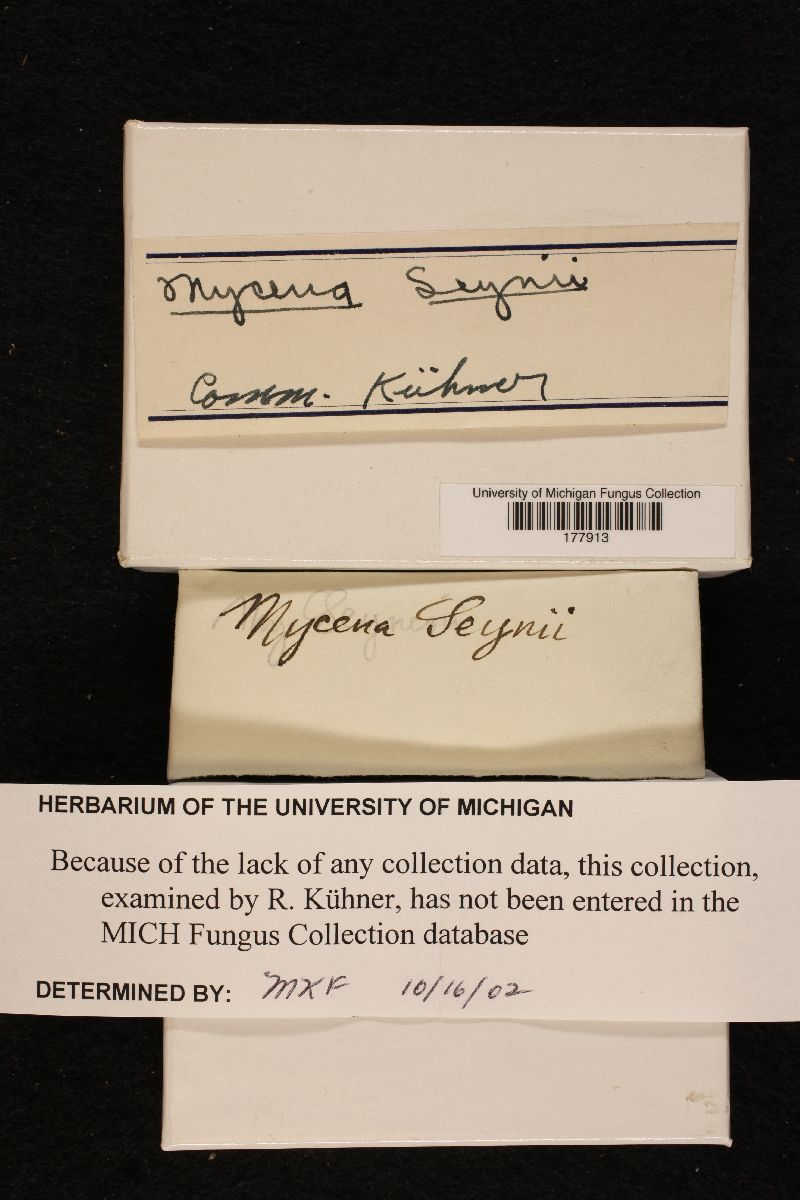 Mycena Seynii
Comm. Kühner
University of Michigan Fungus Collection
177913
Mycena Seynii
HERBARIUM OF THE UNIVERSITY OF MICHIGAN
Because of the lack of any collection data, this collection,
examined by R. Kühner, has not been entered in the
MICH Fungus Collection database
DETERMINED BY: MKF 10/16/02